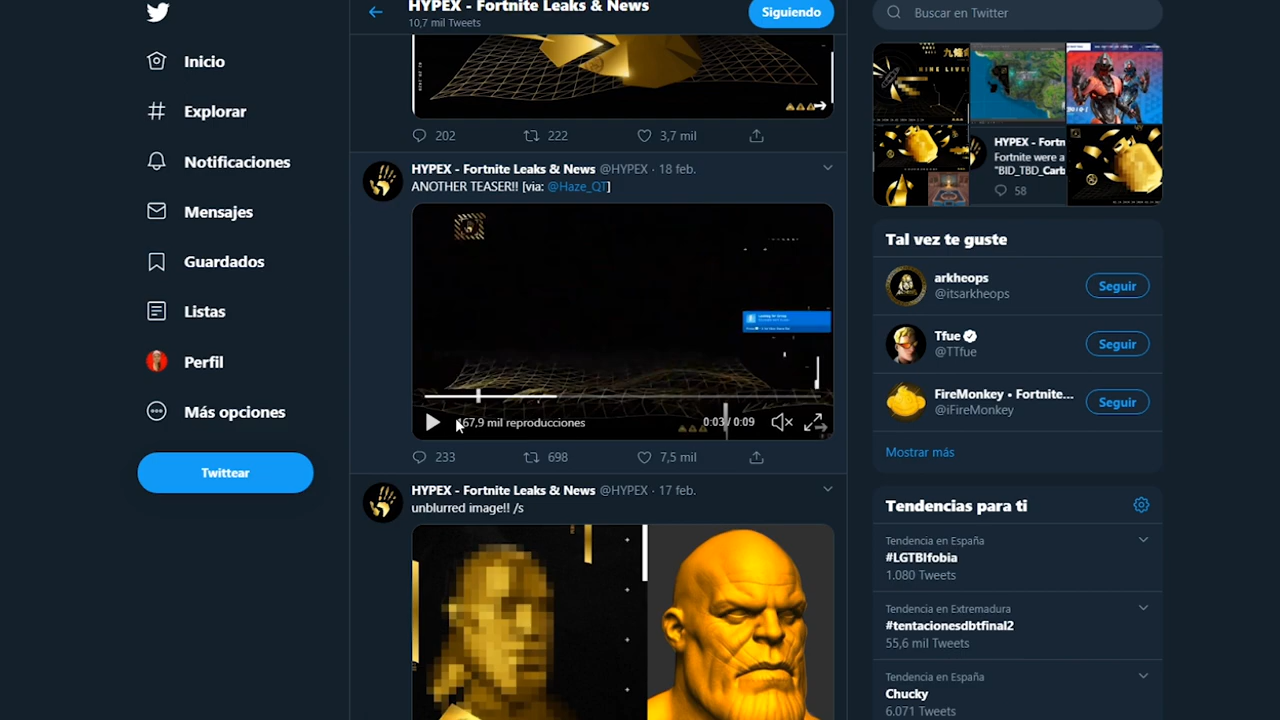 Inicio
Explorar
Notificaciones
Mensajes
Guardados
Listas
Perfil
Más opciones
Twittear
HYPEX - Fortnite Leaks & News
10,7 mil Tweets
Siguiendo
202 222 3,7 mil
HYPEX - Fortnite Leaks & News @HYPEX · 18 feb.
ANOTHER TEASER!! [via: @Haze_QT]
67,9 mil reproducciones
0:03 / 0:09
233 698 7,5 mil
HYPEX - Fortnite Leaks & News @HYPEX · 17 feb.
unblurred image!! /s
Buscar en Twitter
NINE LIVES
HYPEX - Fortn
Fortnite were a
"BID_TBD_Carb
58
Tal vez te guste
arkheops
@itsarkheops
Seguir
Tfue
@TTfue
Seguir
FireMonkey • Fortnite...
@iFireMonkey
Seguir
Mostrar más
Tendencias para ti
Tendencia en España
#LGTBIfobia
1.080 Tweets
Tendencia en Extremadura
#tentacionesdbtfinal2
55,6 mil Tweets
Tendencia en España
Chucky
6.071 Tweets